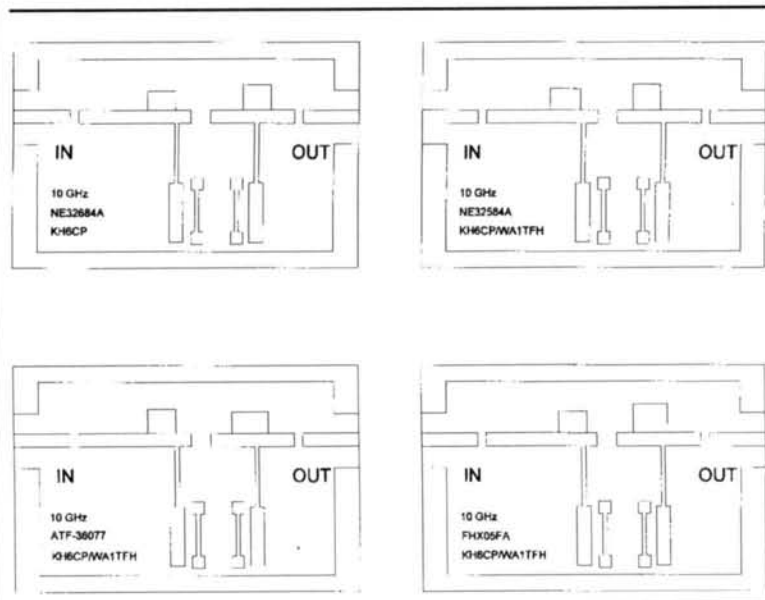 IN OUT
10 GHz
NE32684A
KH6CP
IN OUT
10 GHz
NE32584A
KH6CP/WA1TFH
IN OUT
10 GHz
ATF-36077
KH6CP/WA1TFH
IN OUT
10 GHz
FHX05FA
KH6CP/WA1TFH